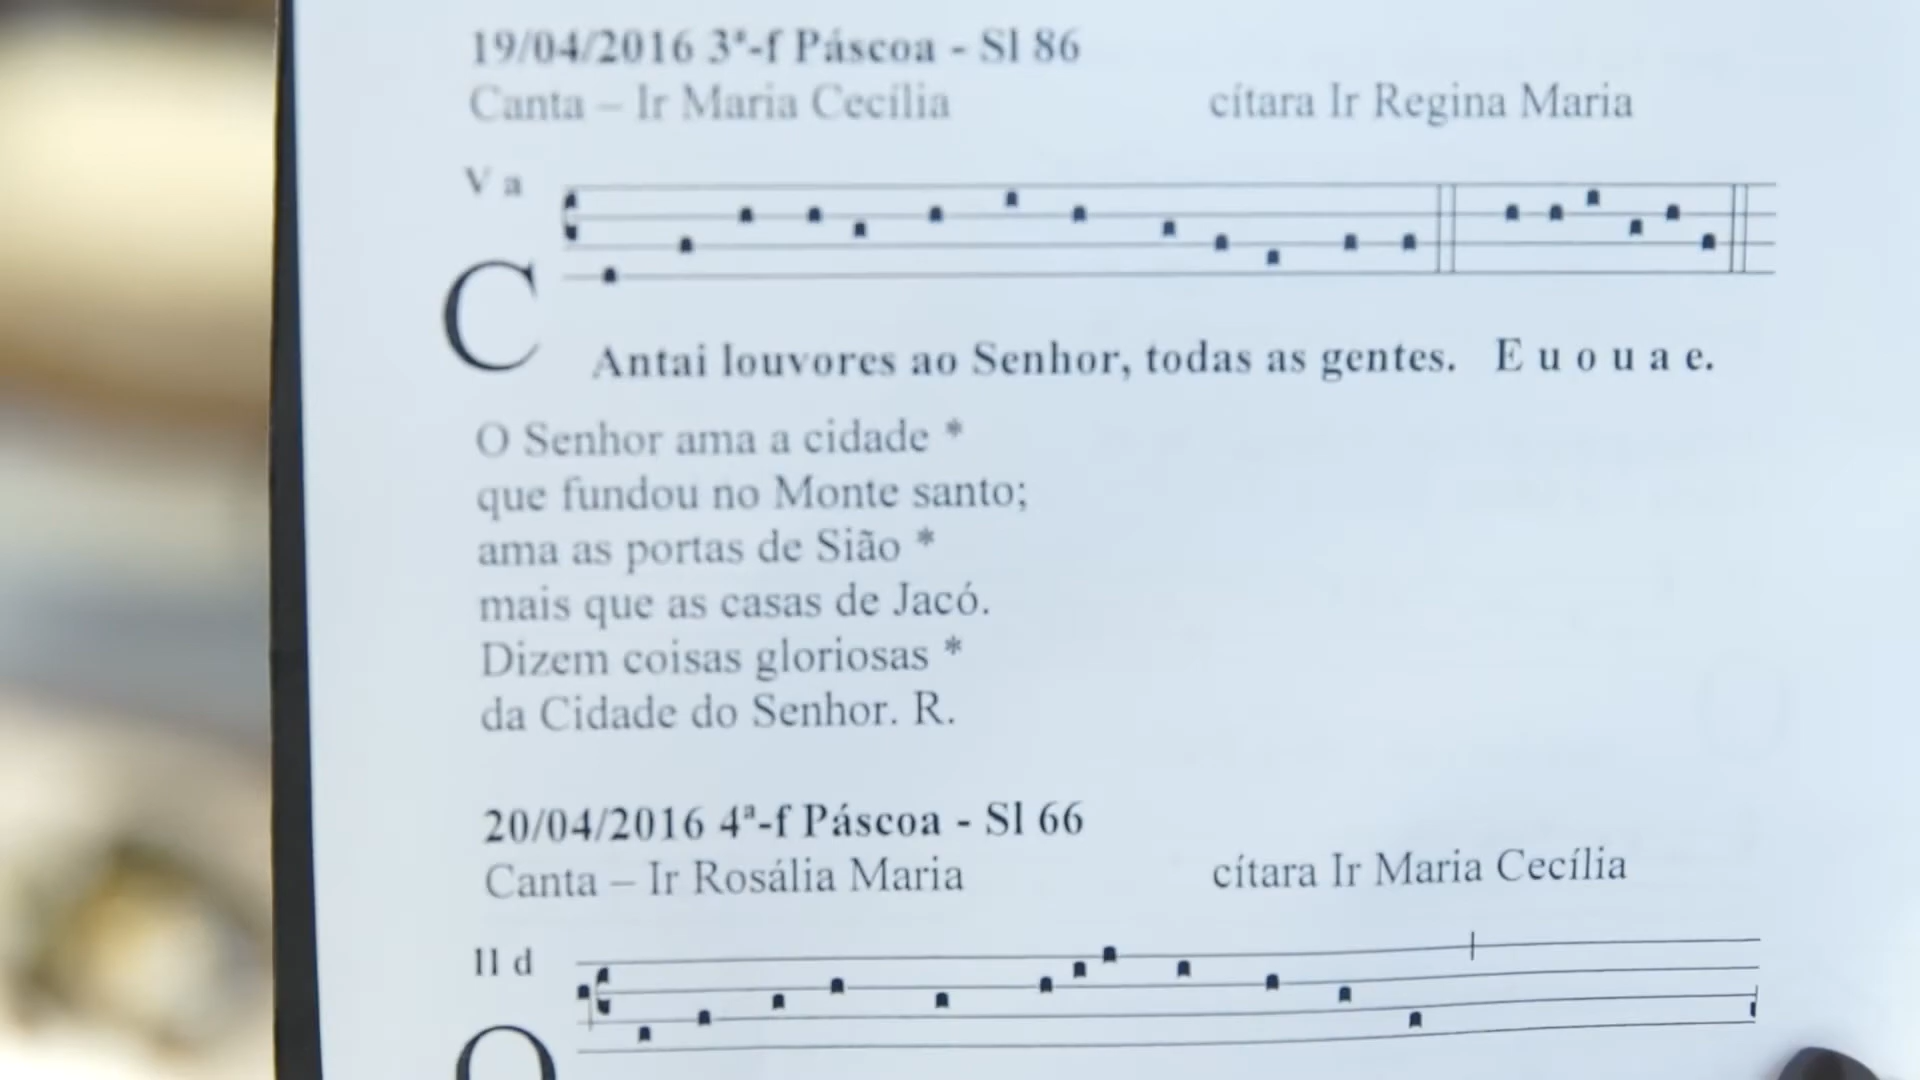 19/04/2016 3ª-f Páscoa - Sl 86
Canta – Ir Maria Cecília cítara Ir Regina Maria
V a
C
Antai louvores ao Senhor, todas as gentes. E u o u a e.
O Senhor ama a cidade *
que fundou no Monte santo;
ama as portas de Sião *
mais que as casas de Jacó.
Dizem coisas gloriosas *
da Cidade do Senhor. R.
20/04/2016 4ª-f Páscoa - Sl 66
Canta – Ir Rosália Maria cítara Ir Maria Cecília
II d
O